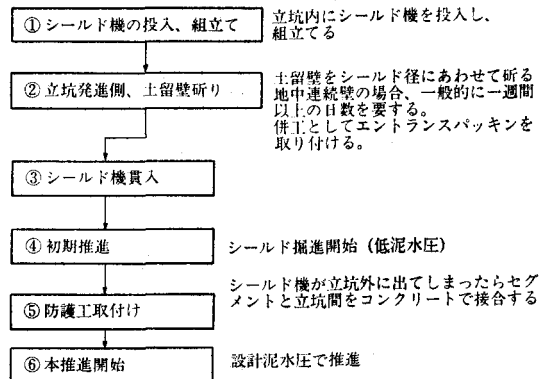 ①シールド機の投入、組立て
立坑内にシールド機を投入し、
組立てる
②立坑発進側、土留壁斫り
土留壁をシールド径にあわせて斫る
地中連続壁の場合、一般的に一週間
以上の日数を要する。
併工としてエントランスパッキンを
取り付ける。
③シールド機貫入
④初期推進
シールド掘進開始（低泥水圧）
シールド機が立坑外に出てしまったらセグ
メントと立坑間をコンクリートで接合する
⑤防護工取付け
⑥本推進開始
設計泥水圧で推進